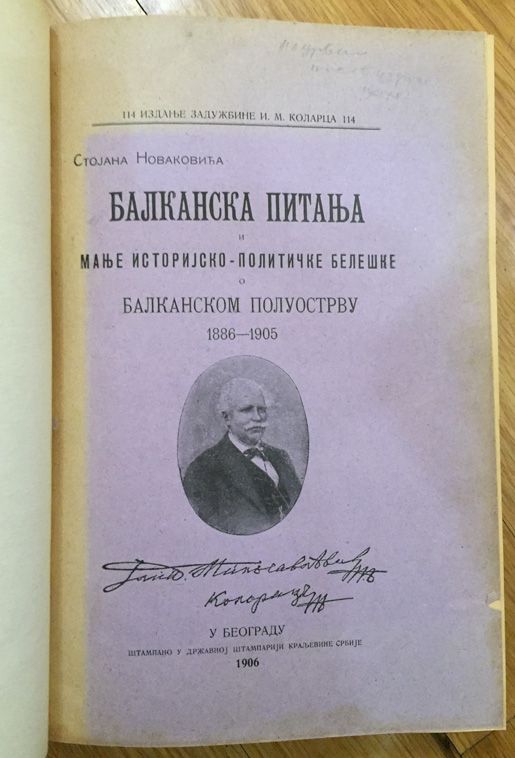 114 ИЗДАЊЕ ЗАДУЖБИНЕ И. М. КОЛАРЦА 114
СТОЈАНА НОВАКОВИЋА
БАЛКАНСКА ПИТАЊА
И
МАЊЕ ИСТОРИЈСКО-ПОЛИТИЧКЕ БЕЛЕШКЕ
О
БАЛКАНСКОМ ПОЛУОСТРВУ
1886—1905
Коларацъ
У БЕОГРАДУ
ШТАМПАНО У ДРЖАВНОЈ ШТАМПАРИЈИ КРАЉЕВИНЕ СРБИЈЕ
1906